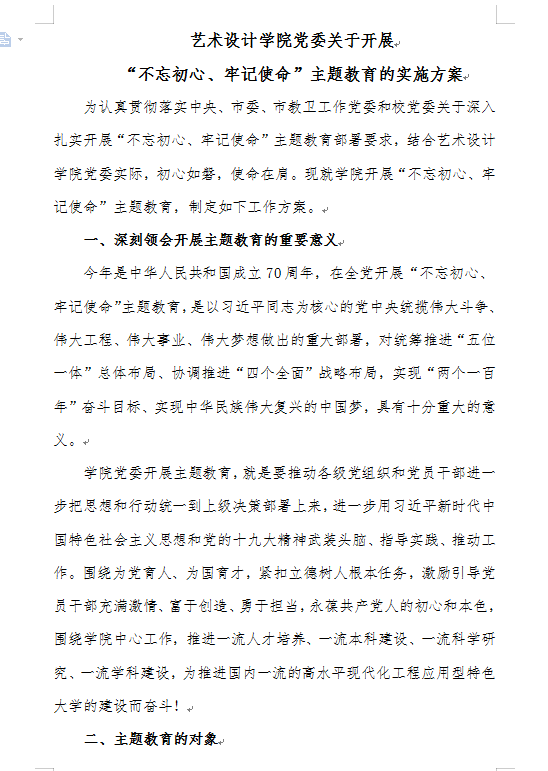 艺术设计学院党委关于开展
“不忘初心、牢记使命”主题教育的实施方案
为认真贯彻落实中央、市委、市教卫工作党委和校党委关于深入
扎实开展“不忘初心、牢记使命”主题教育部署要求，结合艺术设计
学院党委实际，初心如磐，使命在肩。现就学院开展“不忘初心、牢
记使命”主题教育，制定如下工作方案。
一、深刻领会开展主题教育的重要意义
今年是中华人民共和国成立70周年，在全党开展“不忘初心、
牢记使命”主题教育，是以习近平同志为核心的党中央统揽伟大斗争、
伟大工程、伟大事业、伟大梦想做出的重大部署，对统筹推进“五位
一体”总体布局、协调推进“四个全面”战略布局，实现“两个一百
年”奋斗目标、实现中华民族伟大复兴的中国梦，具有十分重大的意
义。
学院党委开展主题教育，就是要推动各级党组织和党员干部进一
步把思想和行动统一到上级决策部署上来，进一步用习近平新时代中
国特色社会主义思想和党的十九大精神武装头脑、指导实践、推动工
作。围绕为党育人、为国育才，紧扣立德树人根本任务，激励引导党
员干部充满激情、富于创造、勇于担当，永葆共产党人的初心和本色，
围绕学院中心工作，推进一流人才培养、一流本科建设、一流科学研
究、一流学科建设，为推进国内一流的高水平现代化工程应用型特色
大学的建设而奋斗！
二、主题教育的对象